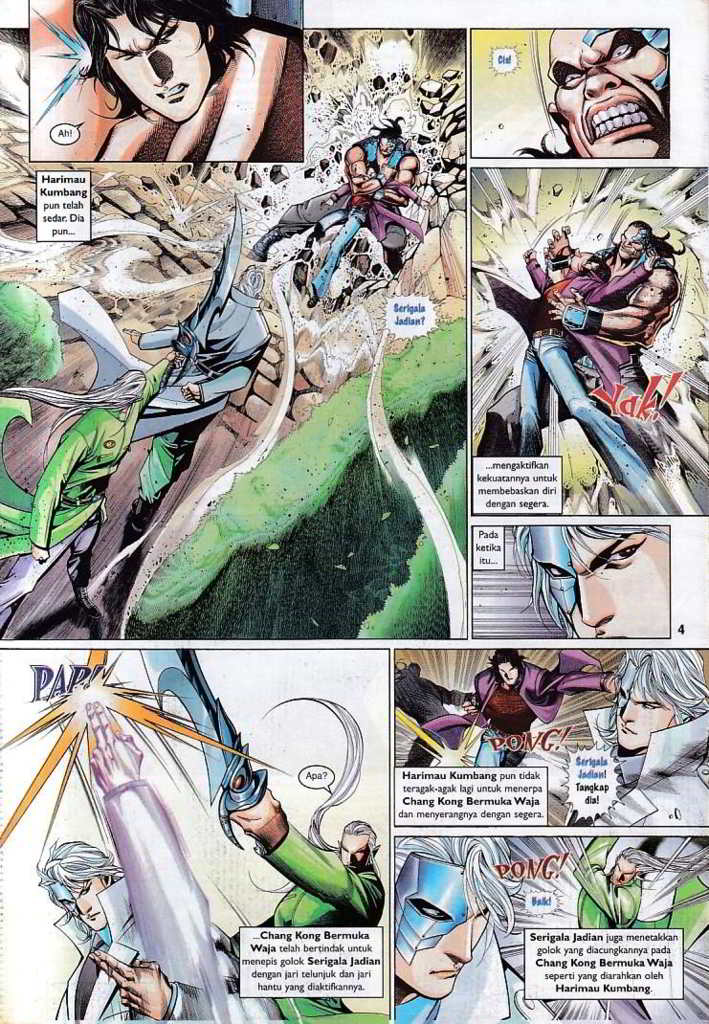 Ah!
Harimau
Kumbang
pun telah
sedar. Dia
pun...
Serigala
Jadian?
Cis!
Yak!
...mengaktifkan
kekuatannya untuk
membebaskan diri
dengan segera.
Pada
ketika
itu...
4
PAP!
Apa?
...Chang Kong Bermuka
Waja telah bertindak untuk
menepis golok Serigala Jadian
dengan jari telunjuk dan jari
hantu yang diaktifkannya.
PONG!
Serigala
Jadian!
Tangkap
dia!
Harimau Kumbang pun tidak
teragak-agak lagi untuk menerpa
Chang Kong Bermuka Waja
dan menyerangnya dengan segera.
PONG!
Baik!
Serigala Jadian juga menetakkan
golok yang diacungkannya pada
Chang Kong Bermuka Waja
seperti yang diarahkan oleh
Harimau Kumbang.